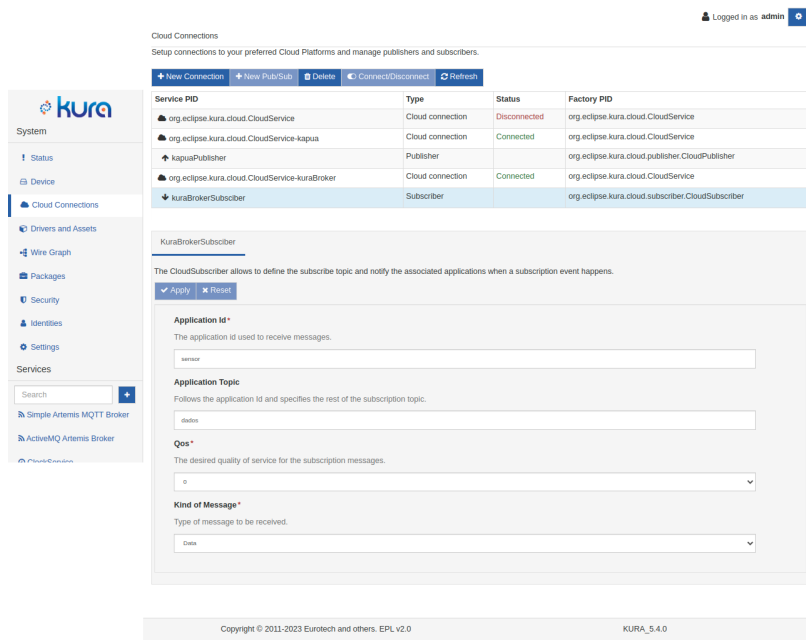 Logged in as admin
Cloud Connections
Setup connections to your preferred Cloud Platforms and manage publishers and subscribers.
New Connection New Pub/Sub Delete Connect/Disconnect Refresh
Service PID Type Status Factory PID
org.eclipse.kura.cloud.CloudService Cloud connection Disconnected org.eclipse.kura.cloud.CloudService
org.eclipse.kura.cloud.CloudService-kapua Cloud connection Connected org.eclipse.kura.cloud.CloudService
kapuaPublisher Publisher org.eclipse.kura.cloud.publisher.CloudPublisher
org.eclipse.kura.cloud.CloudService-kuraBroker Cloud connection Connected org.eclipse.kura.cloud.CloudService
kuraBrokerSubsciber Subscriber org.eclipse.kura.cloud.subscriber.CloudSubscriber
kura
System
Status
Device
Cloud Connections
Drivers and Assets
Wire Graph
Packages
Security
Identities
Settings
Services
Search
Simple Artemis MQTT Broker
ActiveMQ Artemis Broker
ClockService
KuraBrokerSubsciber
The CloudSubscriber allows to define the subscribe topic and notify the associated applications when a subscription event happens.
Apply Reset
Application Id*
The application id used to receive messages.
sensor
Application Topic
Follows the application Id and specifies the rest of the subscription topic.
dados
Qos*
The desired quality of service for the subscription messages.
0
Kind of Message*
Type of message to be received.
Data
Copyright © 2011-2023 Eurotech and others. EPL v2.0 KURA_5.4.0